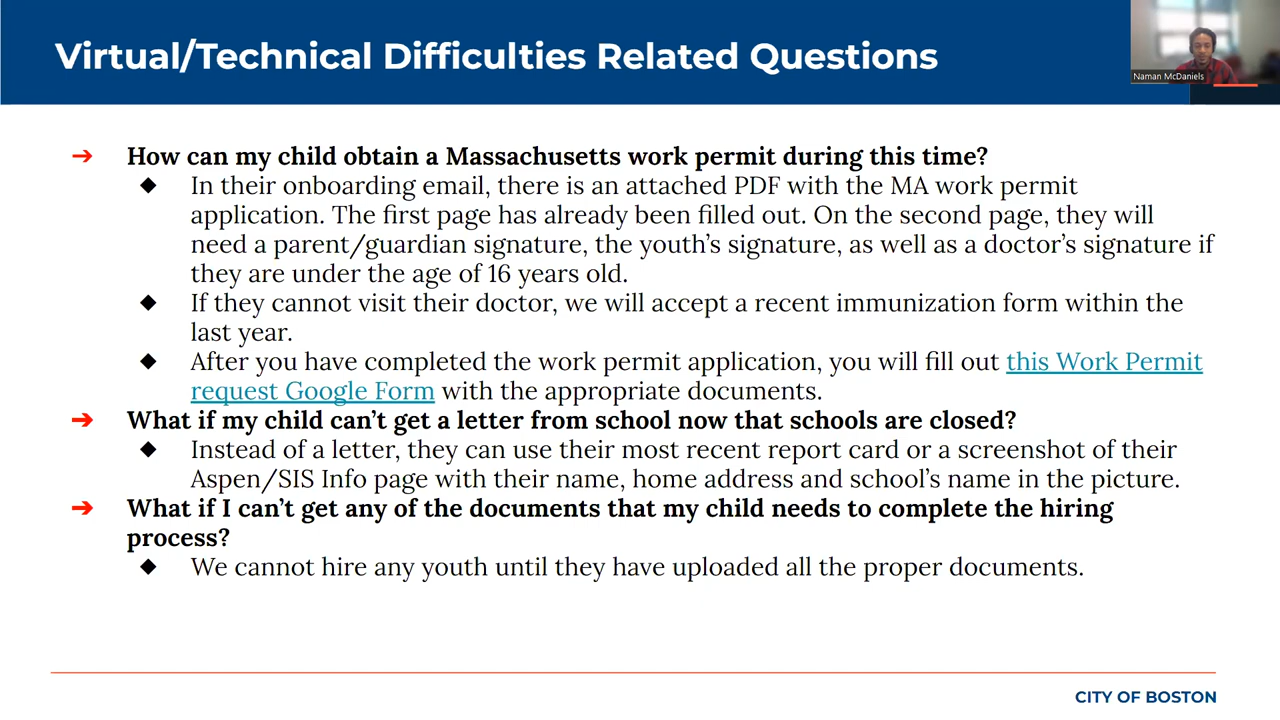 Virtual/Technical Difficulties Related Questions
Naman McDaniels
➔ How can my child obtain a Massachusetts work permit during this time?
◆ In their onboarding email, there is an attached PDF with the MA work permit
application. The first page has already been filled out. On the second page, they will
need a parent/guardian signature, the youth’s signature, as well as a doctor’s signature if
they are under the age of 16 years old.
◆ If they cannot visit their doctor, we will accept a recent immunization form within the
last year.
◆ After you have completed the work permit application, you will fill out this Work Permit
request Google Form with the appropriate documents.
➔ What if my child can’t get a letter from school now that schools are closed?
◆ Instead of a letter, they can use their most recent report card or a screenshot of their
Aspen/SIS Info page with their name, home address and school’s name in the picture.
➔ What if I can’t get any of the documents that my child needs to complete the hiring
process?
◆ We cannot hire any youth until they have uploaded all the proper documents.
CITY OF BOSTON